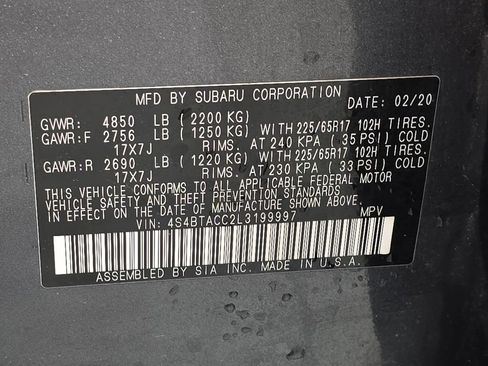 MFD BY SUBARU CORPORATION
DATE: 02/20
GVWR: 4850 LB (2200 KG)
GAWR:F 2756 LB (1250 KG) WITH 225/65R17 102H TIRES.
17X7J RIMS. AT 240 KPA (35 PSI) COLD
GAWR:R 2690 LB (1220 KG) WITH 225/65R17 102H TIRES.
17X7J RIMS. AT 230 KPA (33 PSI) COLD
THIS VEHICLE CONFORMS TO ALL APPLICABLE FEDERAL MOTOR
VEHICLE SAFETY AND THEFT PREVENTION STANDARDS
IN EFFECT ON THE DATE OF MANUFACTURE SHOWN ABOVE.
VIN: 4S4BTACC2L3199997 MPV
ASSEMBLED BY SIA INC. MADE IN U.S.A.